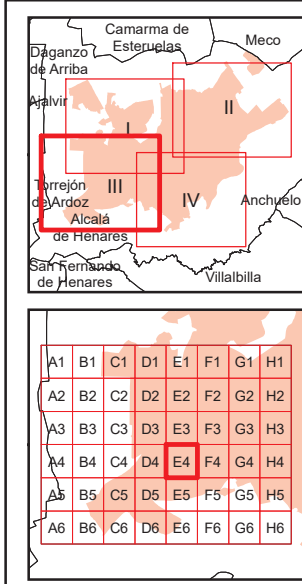 Camarma de
Esteruelas
Meco
Daganzo
de Arriba
Ajalvir
I
II
Torrejón
de Ardoz
III
IV
Anchuelo
Alcalá
de Henares
San Fernando
de Henares
Villalbilla
A1 B1 C1 D1 E1 F1 G1 H1
A2 B2 C2 D2 E2 F2 G2 H2
A3 B3 C3 D3 E3 F3 G3 H3
A4 B4 C4 D4 E4 F4 G4 H4
A5 B5 C5 D5 E5 F5 G5 H5
A6 B6 C6 D6 E6 F6 G6 H6